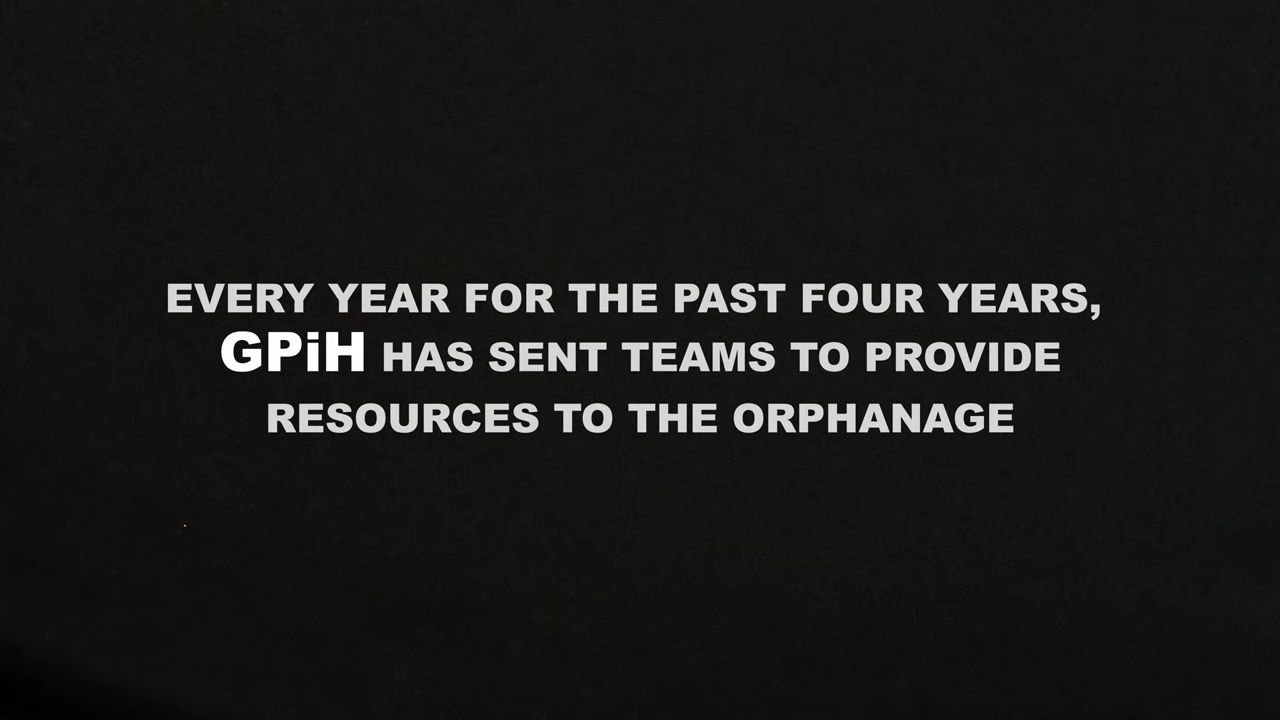 EVERY YEAR FOR THE PAST FOUR YEARS,
GPiH HAS SENT TEAMS TO PROVIDE
RESOURCES TO THE ORPHANAGE